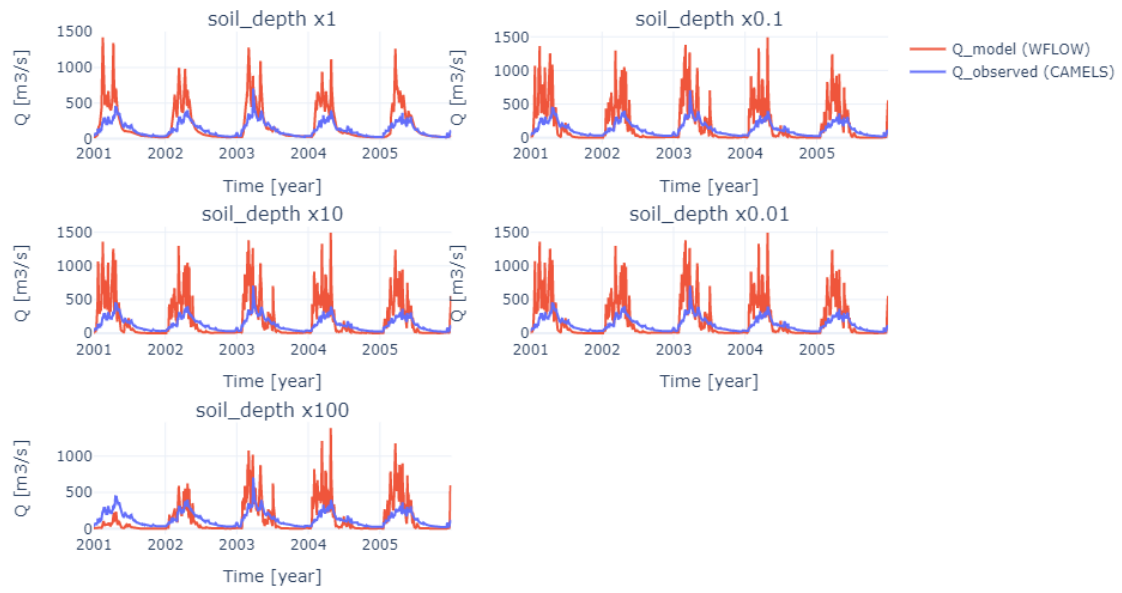 soil_depth x1
Q [m3/s]
1500
1000
500
0
2001
2002
2003
2004
2005
Time [year]
soil_depth x0.1
Q [m3/s]
1500
1000
500
0
2001
2002
2003
2004
2005
Time [year]
Q_model (WFLOW)
Q_observed (CAMELS)
soil_depth x10
Q [m3/s]
1500
1000
500
0
2001
2002
2003
2004
2005
Time [year]
soil_depth x0.01
Q [m3/s]
1500
1000
500
0
2001
2002
2003
2004
2005
Time [year]
soil_depth x100
Q [m3/s]
1000
500
0
2001
2002
2003
2004
2005
Time [year]